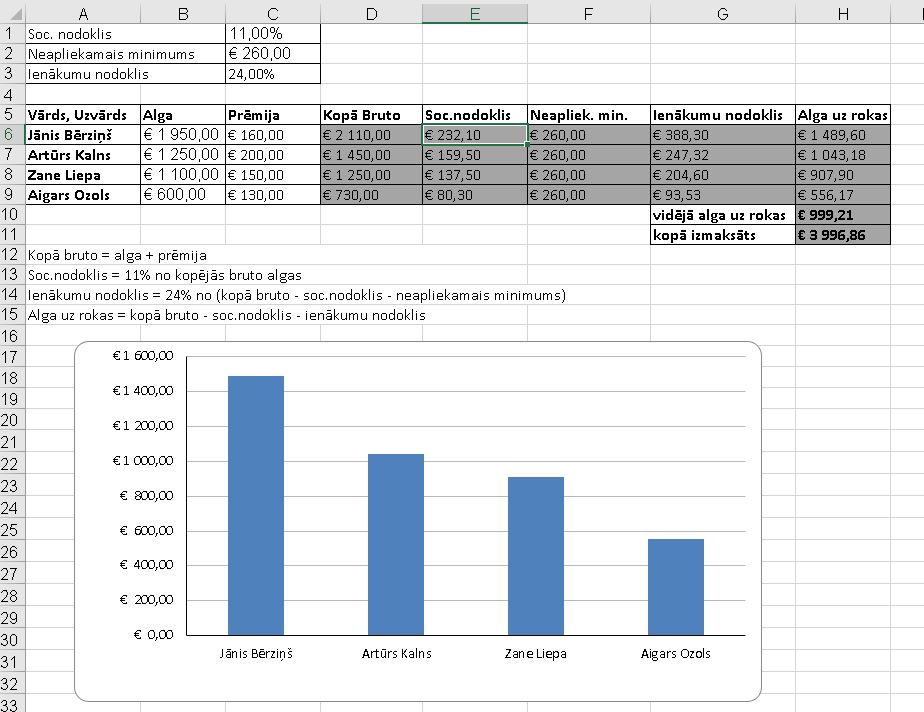 A B C D E F G H
1 Soc. nodoklis 11,00%
2 Neapliekamais minimums € 260,00
3 Ienākumu nodoklis 24,00%
4
5 Vārds, Uzvārds Alga Prēmija Kopā Bruto Soc.nodoklis Neapliek. min. Ienākumu nodoklis Alga uz rokas
6 Jānis Bērziņš € 1 950,00 € 160,00 € 2 110,00 € 232,10 € 260,00 € 388,30 € 1 489,60
7 Artūrs Kalns € 1 250,00 € 200,00 € 1 450,00 € 159,50 € 260,00 € 247,32 € 1 043,18
8 Zane Liepa € 1 100,00 € 150,00 € 1 250,00 € 137,50 € 260,00 € 204,60 € 907,90
9 Aigars Ozols € 600,00 € 130,00 € 730,00 € 80,30 € 260,00 € 93,53 € 556,17
10 vidējā alga uz rokas € 999,21
11 kopā izmaksāts € 3 996,86
12 Kopā bruto = alga + prēmija
13 Soc.nodoklis = 11% no kopējās bruto algas
14 Ienākumu nodoklis = 24% no (kopā bruto - soc.nodoklis - neapliekamais minimums)
15 Alga uz rokas = kopā bruto - soc.nodoklis - ienākumu nodoklis
16
17 € 1 600,00
18 € 1 400,00
19
20 € 1 200,00
21
22 € 1 000,00
23 € 800,00
24
25 € 600,00
26 € 400,00
27
28 € 200,00
29
30 € 0,00
31 Jānis Bērziņš Artūrs Kalns Zane Liepa Aigars Ozols
32
33